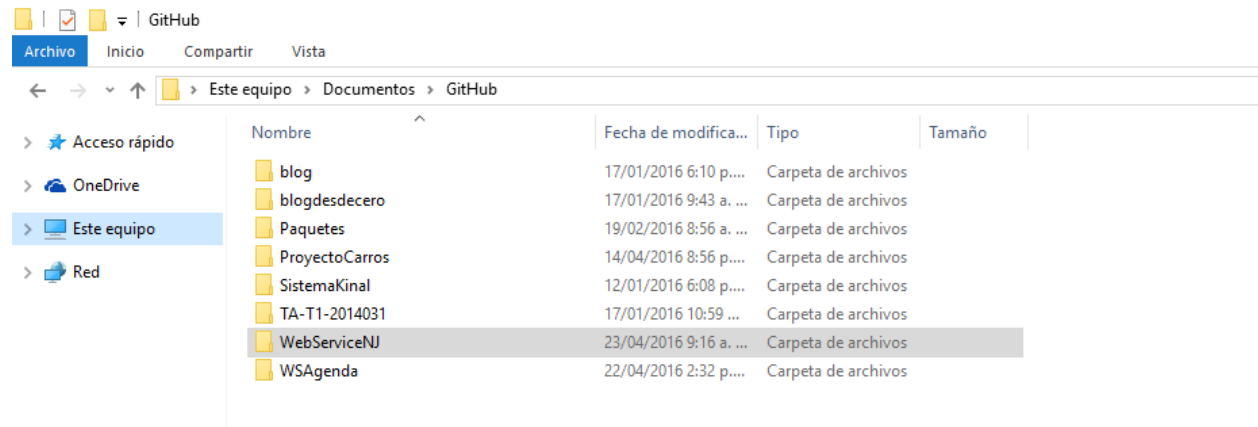 GitHub
Archivo Inicio Compartir Vista
Este equipo Documentos GitHub
Acceso rápido
OneDrive
Este equipo
Red
Nombre Fecha de modifica... Tipo Tamaño
blog 17/01/2016 6:10 p.... Carpeta de archivos
blogdesdecero 17/01/2016 9:43 a. ... Carpeta de archivos
Paquetes 19/02/2016 8:56 a. ... Carpeta de archivos
ProyectoCarros 14/04/2016 8:56 p.... Carpeta de archivos
SistemaKinal 12/01/2016 6:08 p.... Carpeta de archivos
TA-T1-2014031 17/01/2016 10:59 ... Carpeta de archivos
WebServiceNJ 23/04/2016 9:16 a. ... Carpeta de archivos
WSAgenda 22/04/2016 2:32 p.... Carpeta de archivos